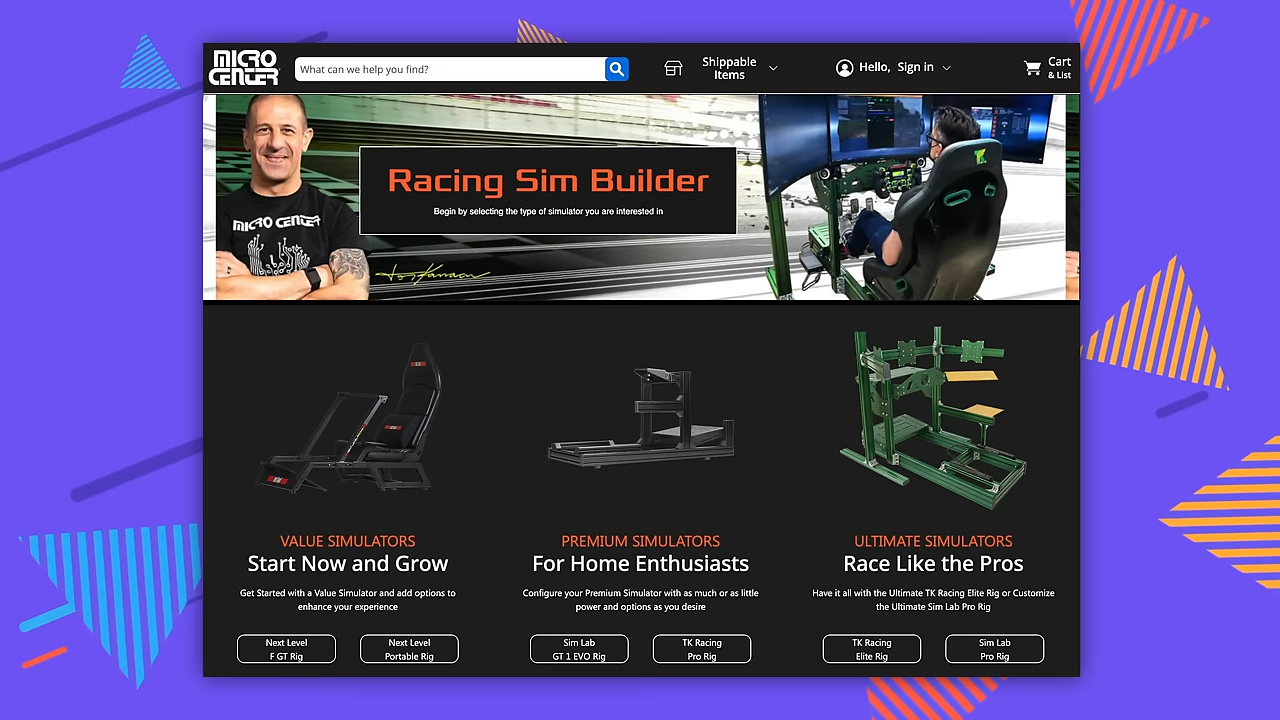 MICRO
CENTER
What can we help you find?
Shippable
Items
Hello, Sign in
Cart
& List
Racing Sim Builder
Begin by selecting the type of simulator you are interested in
MICRO CENTER
VALUE SIMULATORS
Start Now and Grow
Get Started with a Value Simulator and add options to
enhance your experience
Next Level
F GT Rig
Next Level
Portable Rig
PREMIUM SIMULATORS
For Home Enthusiasts
Configure your Premium Simulator with as much or as little
power and options as you desire
Sim Lab
GT 1 EVO Rig
TK Racing
Pro Rig
ULTIMATE SIMULATORS
Race Like the Pros
Have it all with the Ultimate TK Racing Elite Rig or Customize
the Ultimate Sim Lab Pro Rig
TK Racing
Elite Rig
Sim Lab
Pro Rig